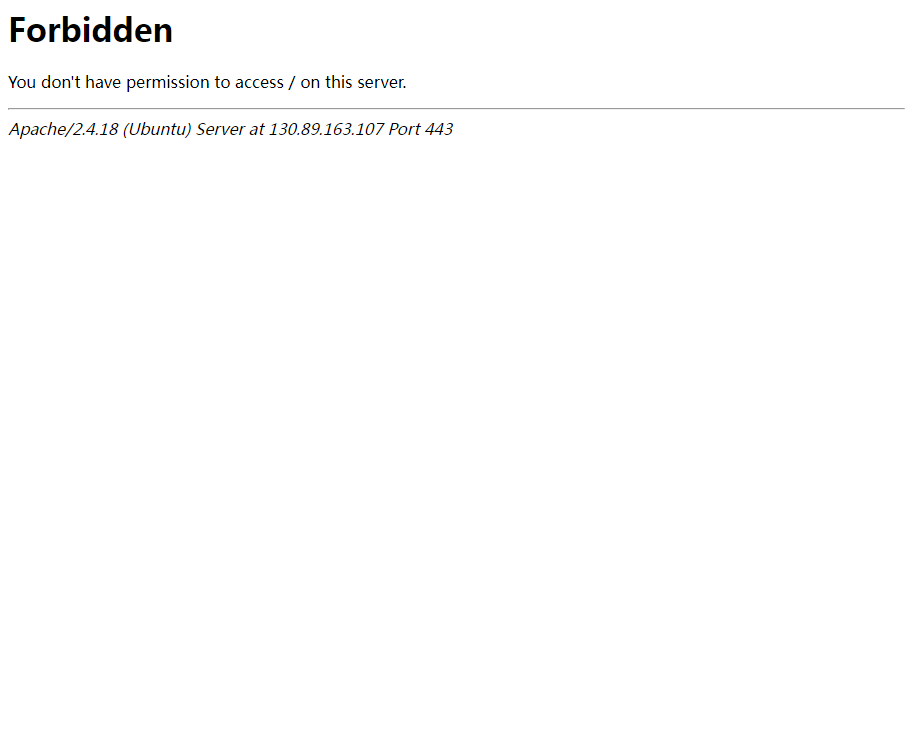 Forbidden
You don't have permission to access / on this server.
Apache/2.4.18 (Ubuntu) Server at 130.89.163.107 Port 443